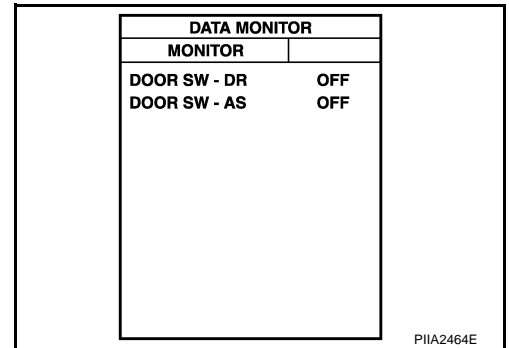 DATA MONITOR
MONITOR
DOOR SW - DR OFF
DOOR SW - AS OFF
PIIA2464E